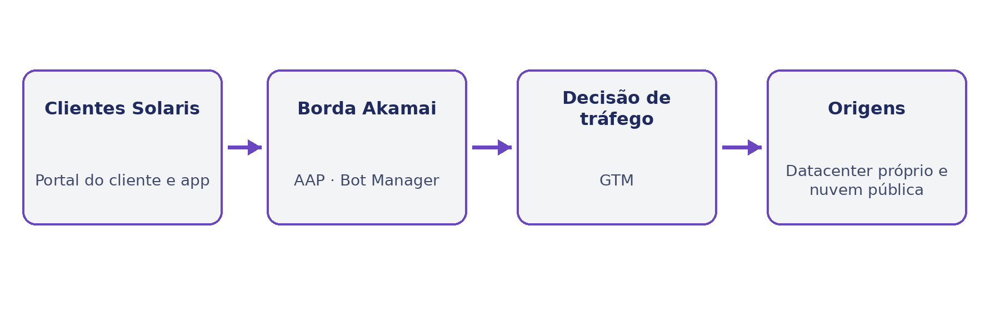 Clientes Solaris
Portal do cliente e app
Borda Akamai
AAP · Bot Manager
Decisão de
tráfego
GTM
Origens
Datacenter próprio e
nuvem pública